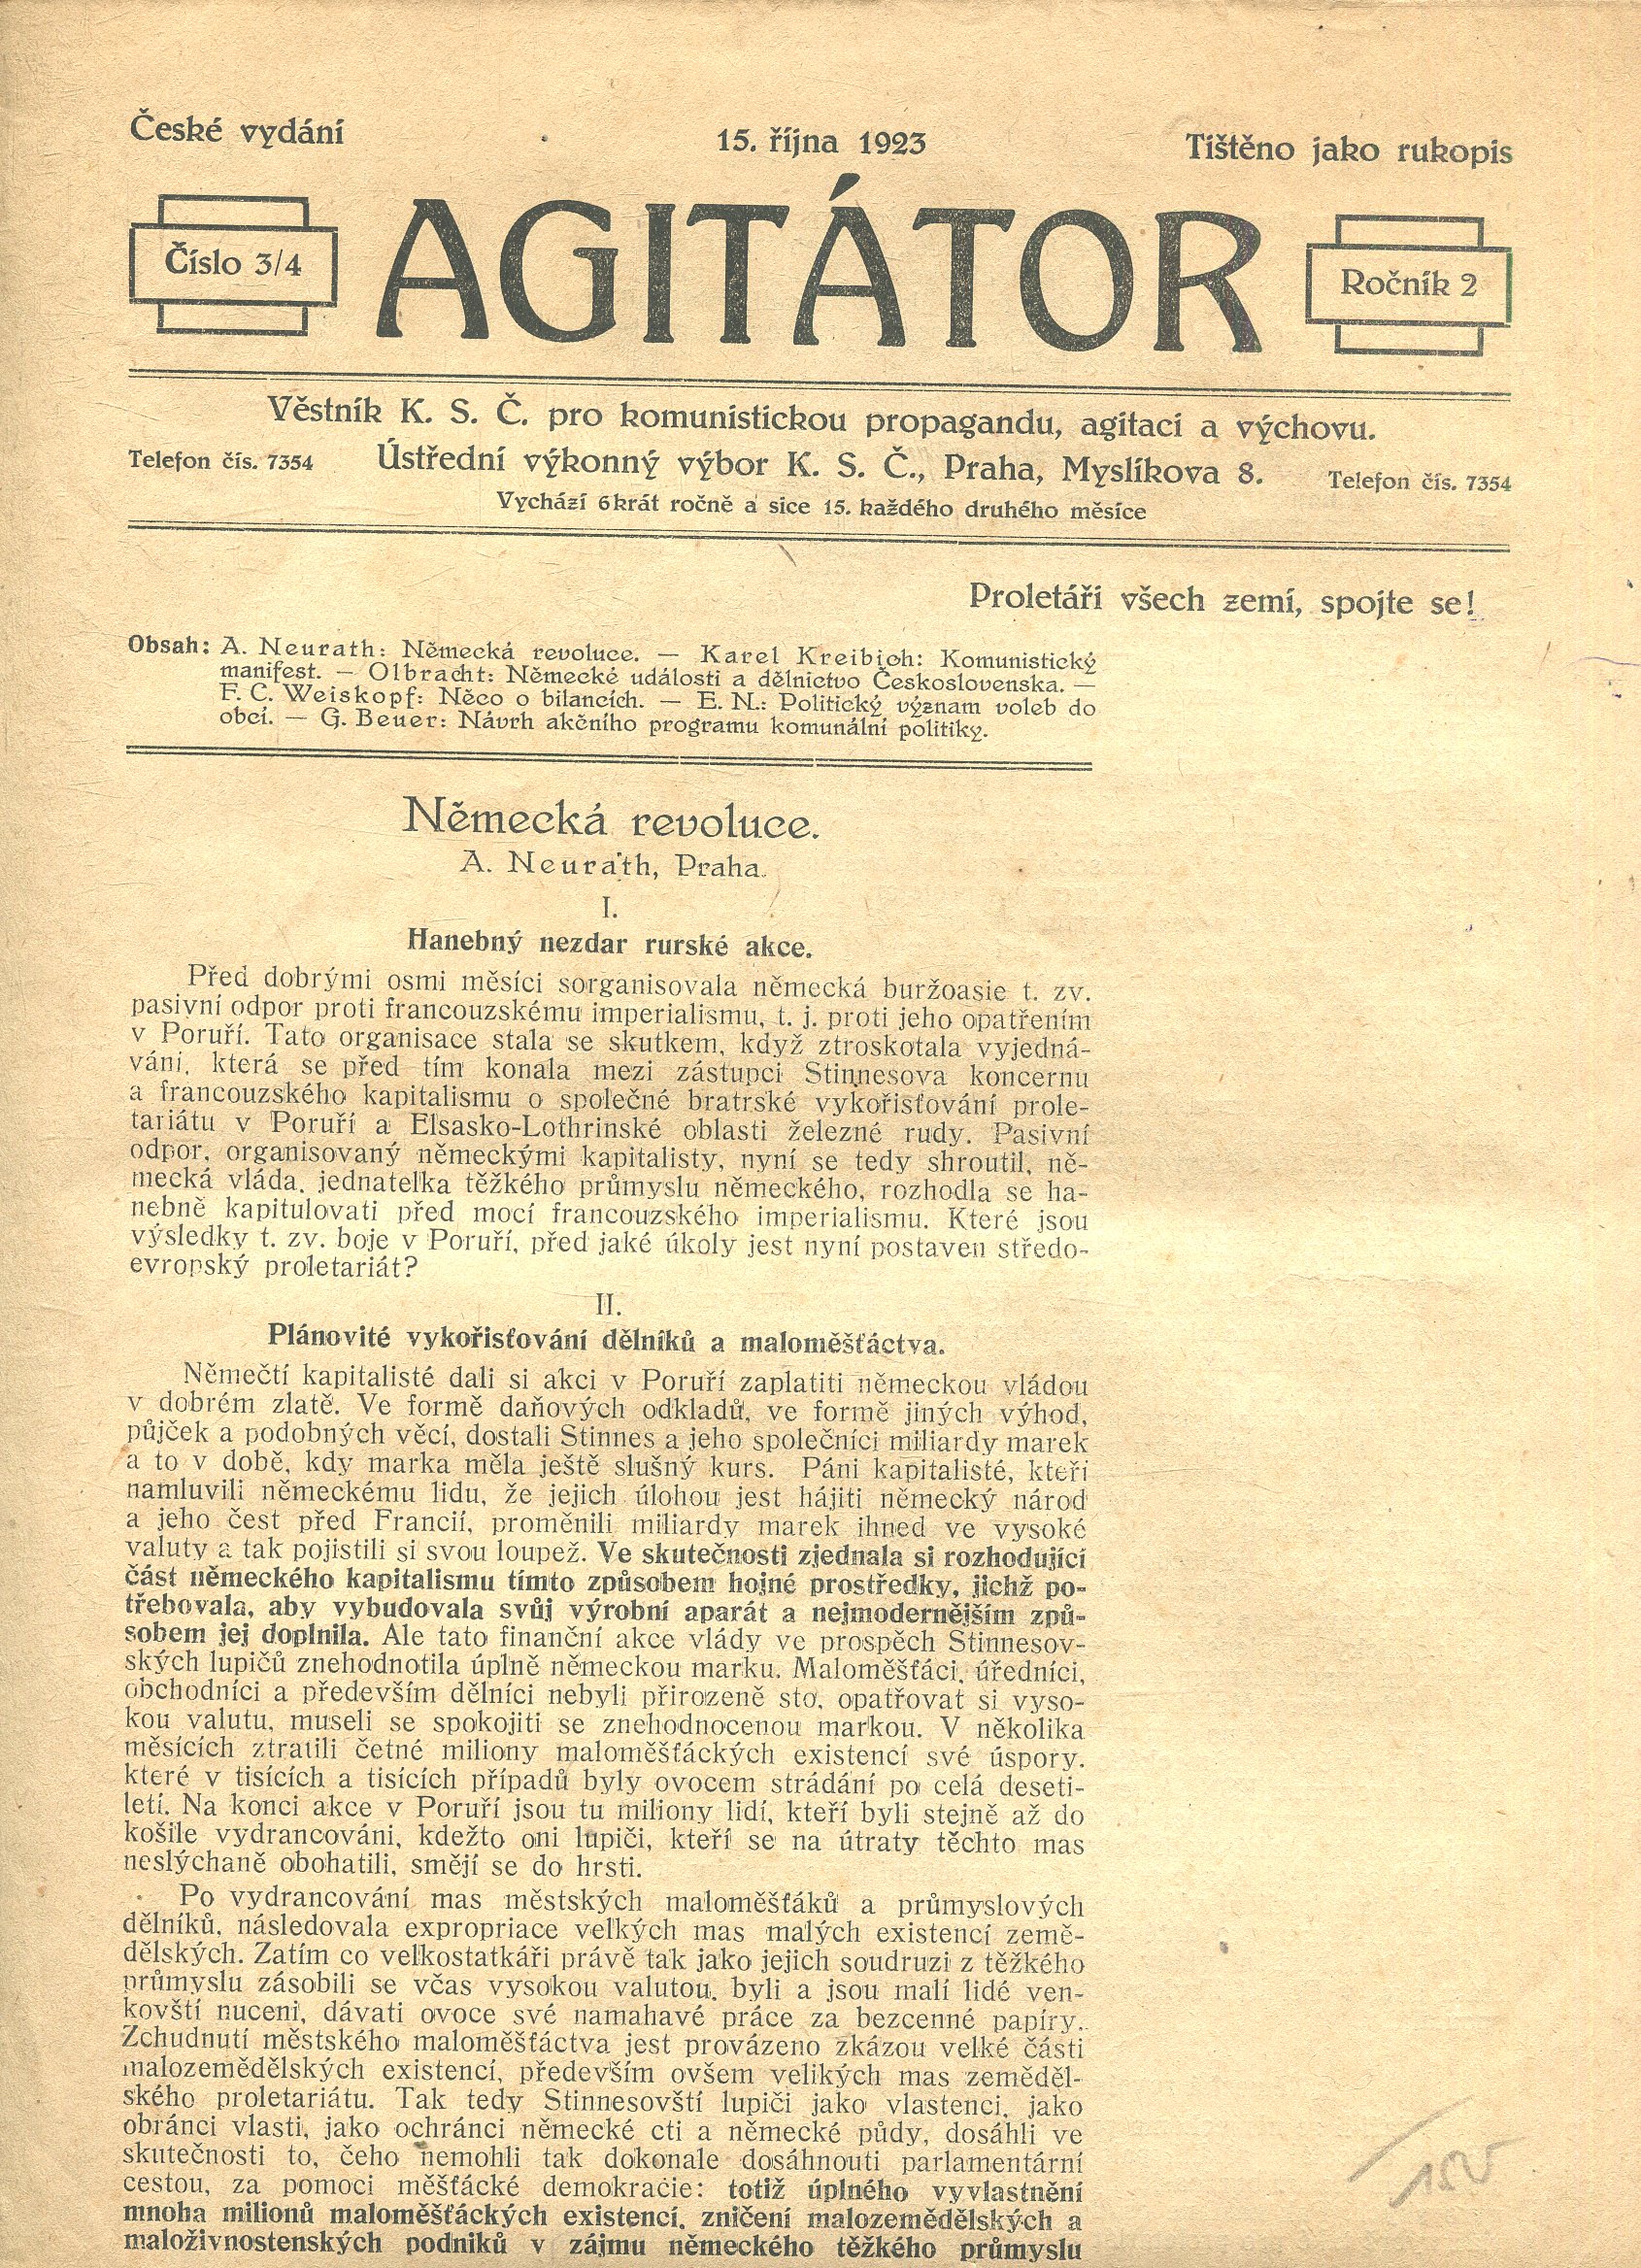 České vydání
15. října 1923
Tištěno jako rukopis
Číslo 3/4
AGITÁTOR
Ročník 2
Věstník K. S. Č. pro komunistickou propagandu, agitaci a výchovu.
Telefon čís. 7354
Ústřední výkonný výbor K. S. Č., Praha, Myslíkova 8.
Telefon čís. 7354
Vychází 6krát ročně a sice 15. každého druhého měsíce
Proletáři všech zemí, spojte se!
Obsah: A. Neurath: Německá revoluce. — Karel Kreibich: Komunistický
manifest. — Olbracht: Německé události a dělnictvo Československa. —
F. C. Weiskopf: Něco o bilancích. — E. N.: Politický význam voleb do
obcí. — G. Beuer: Návrh akčního programu komunální politiky.
Německá revoluce.
A. Neurath, Praha.
I.
Hanebný nezdar rurské akce.
Před dobrými osmi měsíci sorganisovala německá buržoasie t. zv.
pasivní odpor proti francouzskému imperialismu, t. j. proti jeho opatřením
v Poruří. Tato organisace stala se skutkem, když ztroskotala vyjedná-
vání, která se před tím konala mezi zástupci Stinnesova koncernu
a francouzského kapitalismu o společné bratrské vykořisťování prole-
tariátu v Poruří a Elsasko-Lothrinské oblasti železné rudy. Pasivní
odpor, organisovaný německými kapitalisty, nyní se tedy shroutil, ně-
mecká vláda, jednatelka těžkého průmyslu německého, rozhodla se ha-
nebně kapitulovati před mocí francouzského imperialismu. Které jsou
výsledky t. zv. boje v Poruří, před jaké úkoly jest nyní postaven středo-
evropský proletariát?
II.
Plánovité vykořisťování dělníků a maloměšťáctva.
Němečtí kapitalisté dali si akci v Poruří zaplatiti německou vládou
v dobrém zlatě. Ve formě daňových odkladů, ve formě jiných výhod,
půjček a podobných věcí, dostali Stinnes a jeho společníci miliardy marek
a to v době, kdy marka měla ještě slušný kurs. Páni kapitalisté, kteří
namluvili německému lidu, že jejich úlohou jest hájiti německý národ
a jeho čest před Francií, proměnili miliardy marek ihned ve vysoké
valuty a tak pojistili si svou loupež. Ve skutečnosti zjednala si rozhodující
část německého kapitalismu tímto způsobem hojné prostředky, jichž po-
třebovala, aby vybudovala svůj výrobní aparát a nejmodernějším způ-
sobem jej doplnila. Ale tato finanční akce vlády ve prospěch Stinnesov-
ských lupičů znehodnotila úplně německou marku. Maloměšťáci, úředníci,
obchodníci a především dělníci nebyli přirozeně sto, opatřovat si vyso-
kou valutu, museli se spokojiti se znehodnocenou markou. V několika
měsících ztratili četné miliony maloměšťáckých existencí své úspory.
které v tisících a tisících případů byly ovocem strádání po celá deseti-
letí. Na konci akce v Poruří jsou tu miliony lidí, kteří byli stejně až do
košile vydrancováni, kdežto oni lupiči, kteří se na útraty těchto mas
neslýchaně obohatili, smějí se do hrsti.
Po vydrancování mas městských maloměšťáků a průmyslových
dělníků, následovala expropriace velkých mas malých existencí země-
dělských. Zatím co velkostatkáři právě tak jako jejich soudruzi z těžkého
průmyslu zásobili se včas vysokou valutou, byli a jsou malí lidé ven-
kovští nuceni, dávati ovoce své namahavé práce za bezcenné papíry.
Zchudnutí městského maloměšťáctva jest provázeno zkázou velké části
malozemědělských existencí, především ovšem velikých mas zeměděl-
ského proletariátu. Tak tedy Stinnesovští lupiči jako vlastenci, jako
obránci vlasti, jako ochránci německé cti a německé půdy, dosáhli ve
skutečnosti to, čeho nemohli tak dokonale dosáhnouti parlamentární
cestou, za pomoci měšťácké demokracie: totiž úplného vyvlastnění
mnoha milionů maloměšťáckých existencí, zničení malozemědělských a
maloživnostenských podniků v zájmu německého těžkého průmyslu